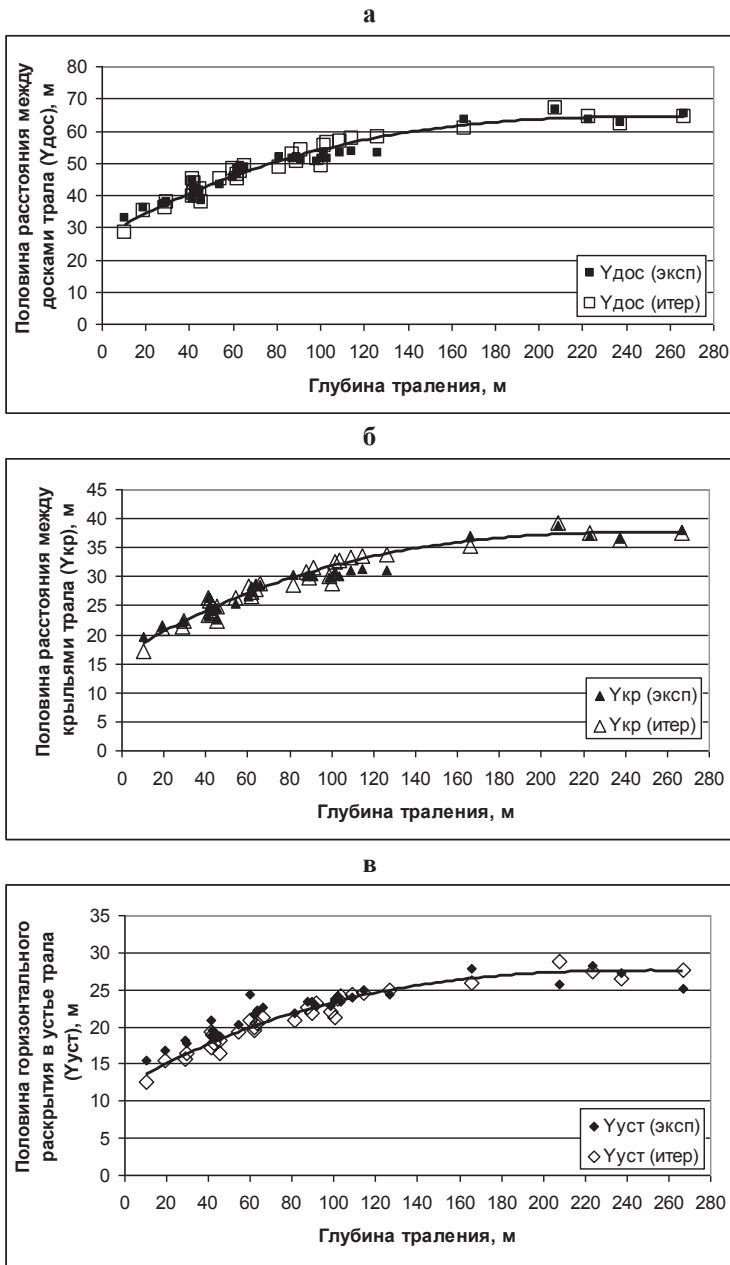 а
Половина расстояния между
досками трала (Yдос), м
80
70
60
50
40
30
20
10
0
Yдос (эксп)
Yдос (итер)
0 20 40 60 80 100 120 140 160 180 200 220 240 260 280
Глубина траления, м
б
Половина расстояния между
крыльями трала (Yкр), м
45
40
35
30
25
20
15
10
5
0
Yкр (эксп)
Yкр (итер)
0 20 40 60 80 100 120 140 160 180 200 220 240 260 280
Глубина траления, м
в
Половина горизонтального
раскрытия в устье трала
(Yуст), м
35
30
25
20
15
10
5
0
Yуст (эксп)
Yуст (итер)
0 20 40 60 80 100 120 140 160 180 200 220 240 260 280
Глубина траления, м